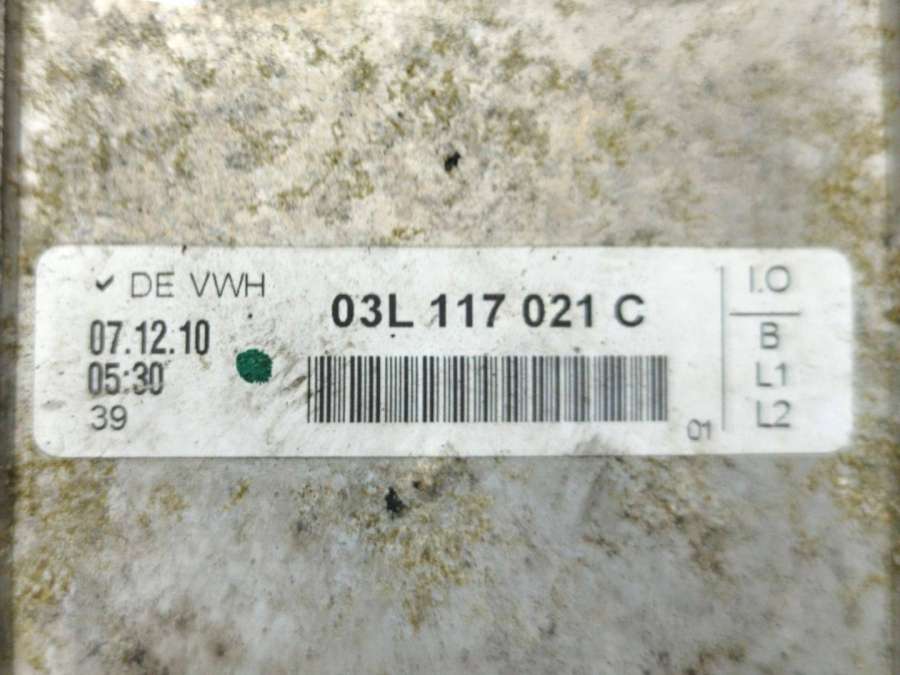 DE VWH
07.12.10
05:30
39
03L 117 021 C
01
I.O
B
L1
L2